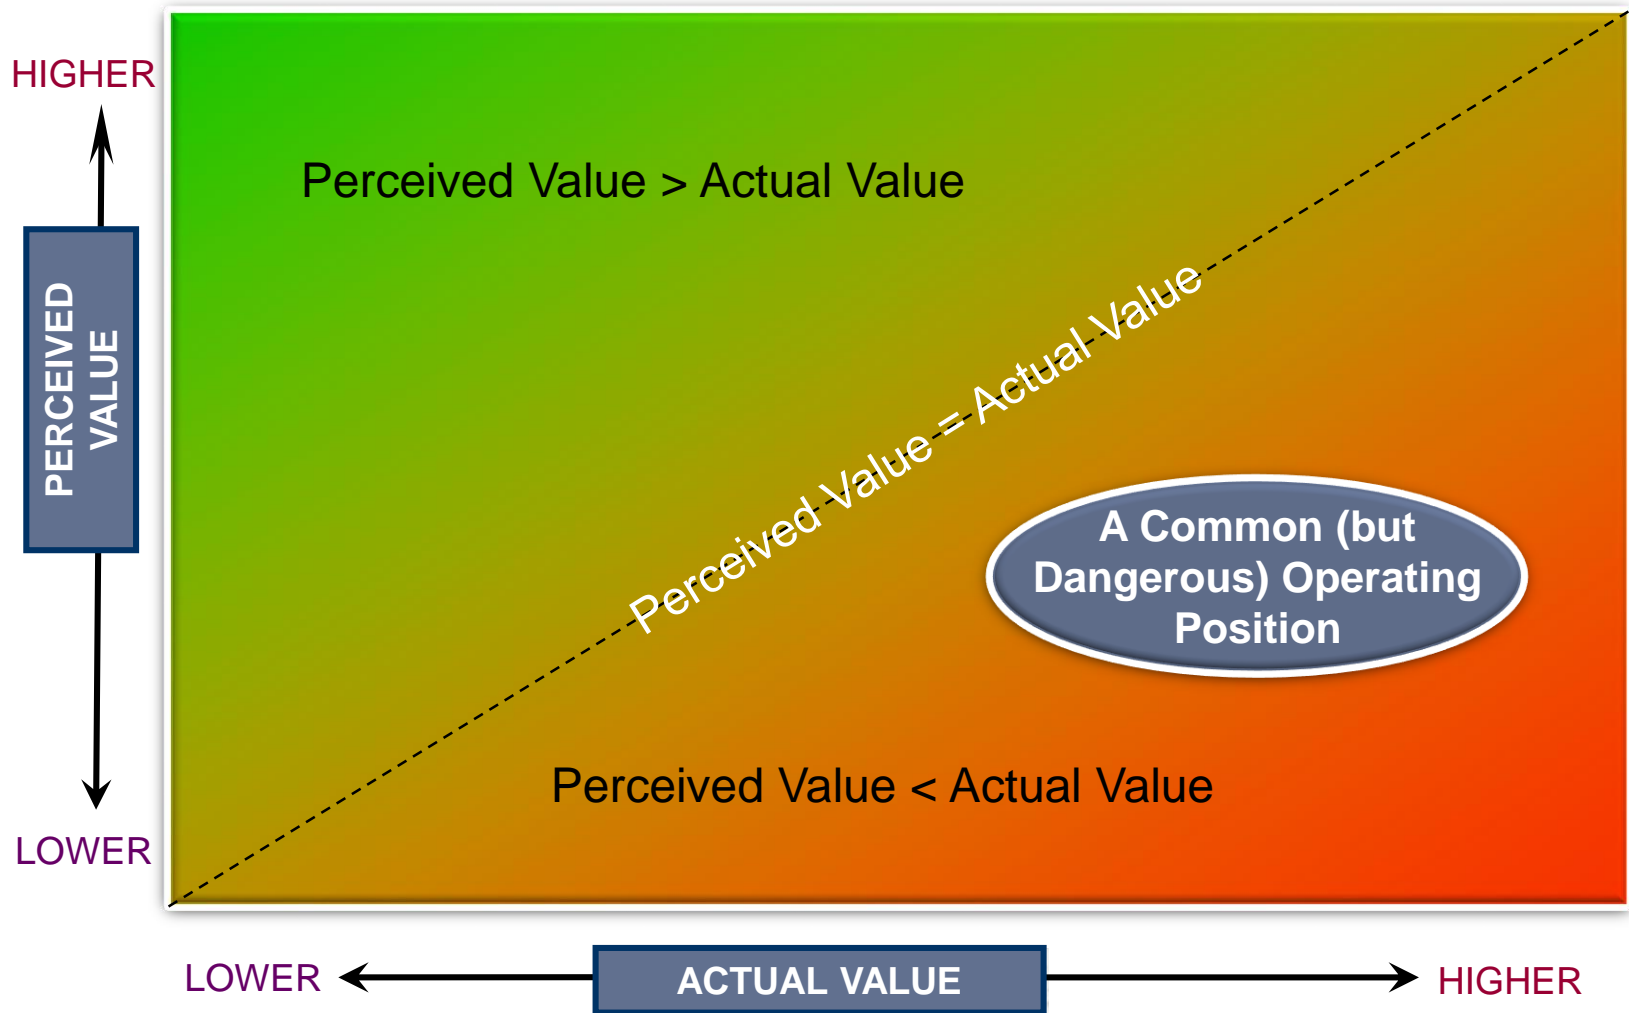 HIGHER
PERCEIVED
VALUE
LOWER
Perceived Value > Actual Value
Perceived Value = Actual Value
A Common (but
Dangerous) Operating
Position
Perceived Value < Actual Value
LOWER
ACTUAL VALUE
HIGHER